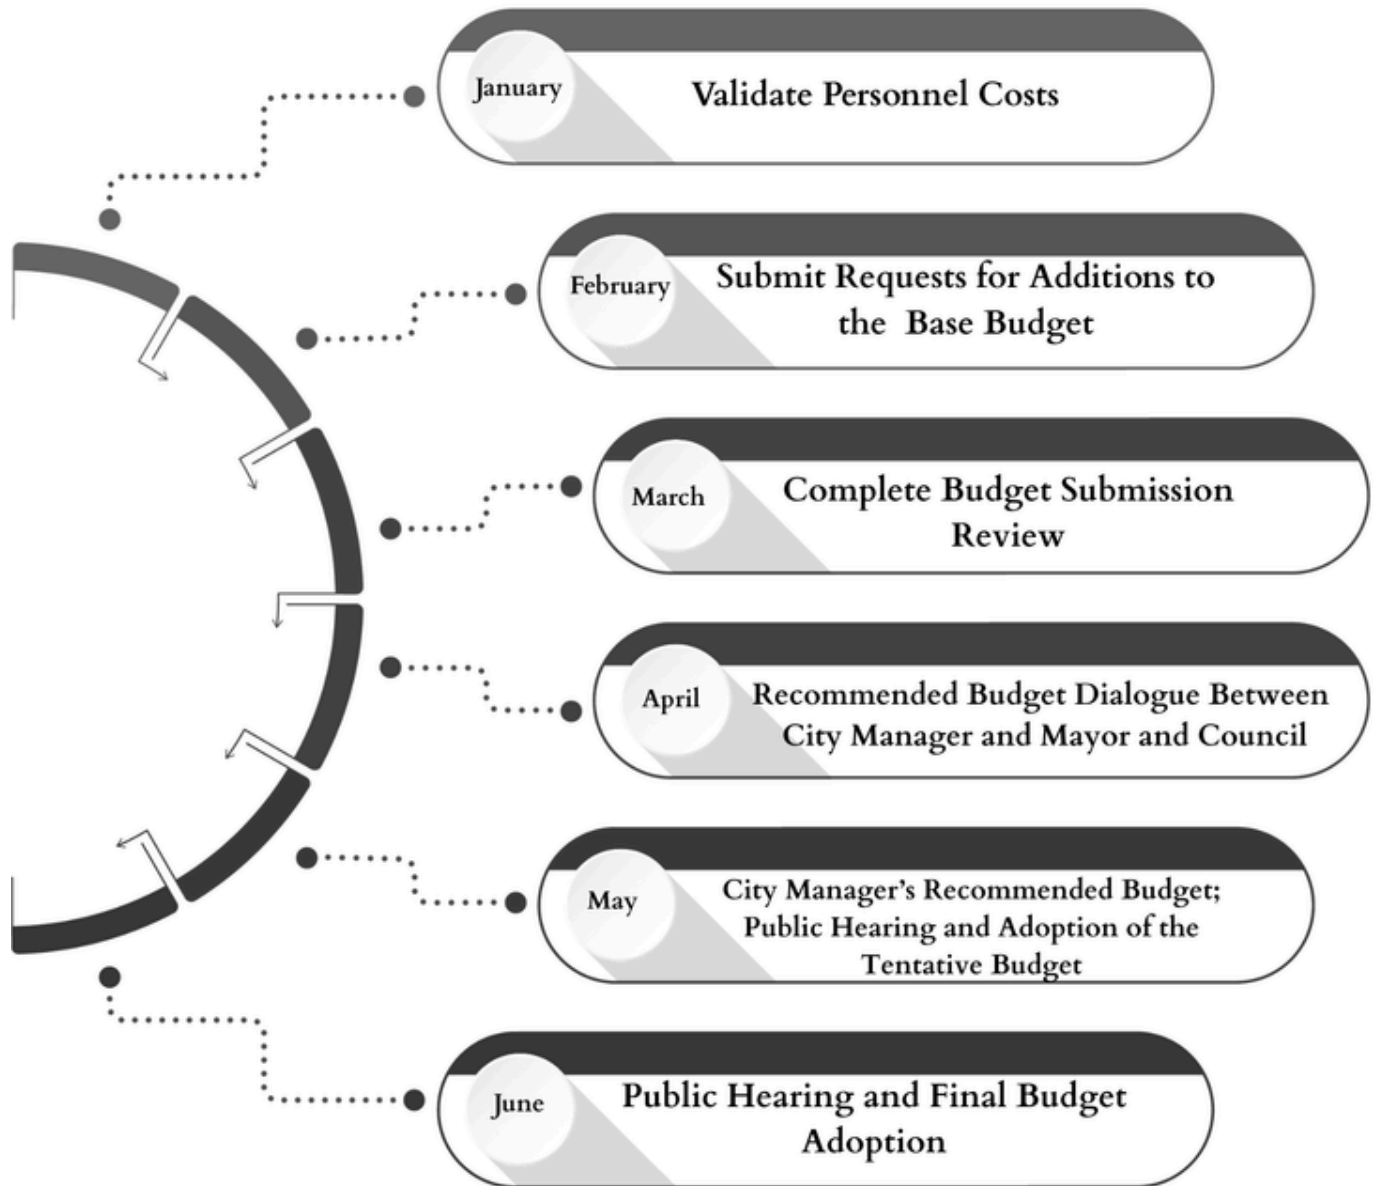 January
Validate Personnel Costs
February
Submit Requests for Additions to
the Base Budget
March
Complete Budget Submission
Review
April
Recommended Budget Dialogue Between
City Manager and Mayor and Council
May
City Manager’s Recommended Budget;
Public Hearing and Adoption of the
Tentative Budget
June
Public Hearing and Final Budget
Adoption